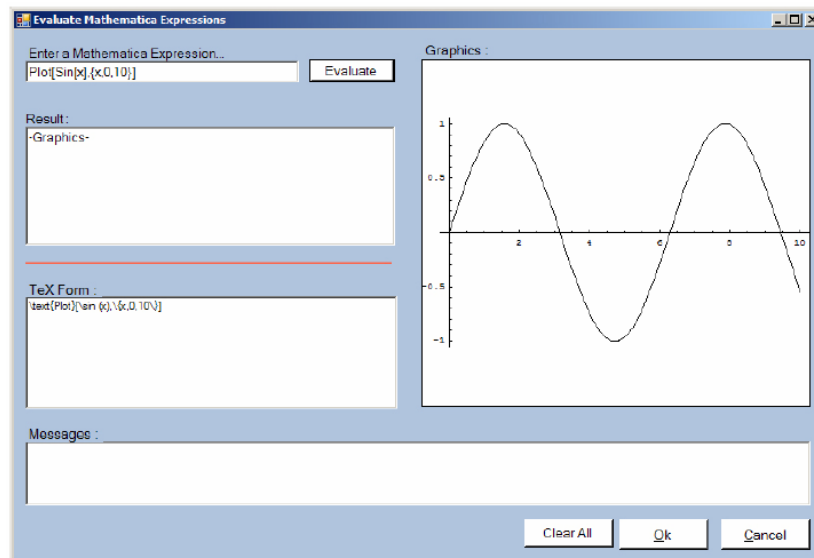 Evaluate Mathematica Expressions
Enter a Mathematica Expression...
Plot[Sin[x],{x,0,10}]
Evaluate
Result :
-Graphics-
TeX Form :
\text{Plot}[\sin (x),\{x,0,10\}]
Graphics :
1
0.5
2
4
6
8
10
-0.5
-1
Messages :
Clear All
Ok
Cancel